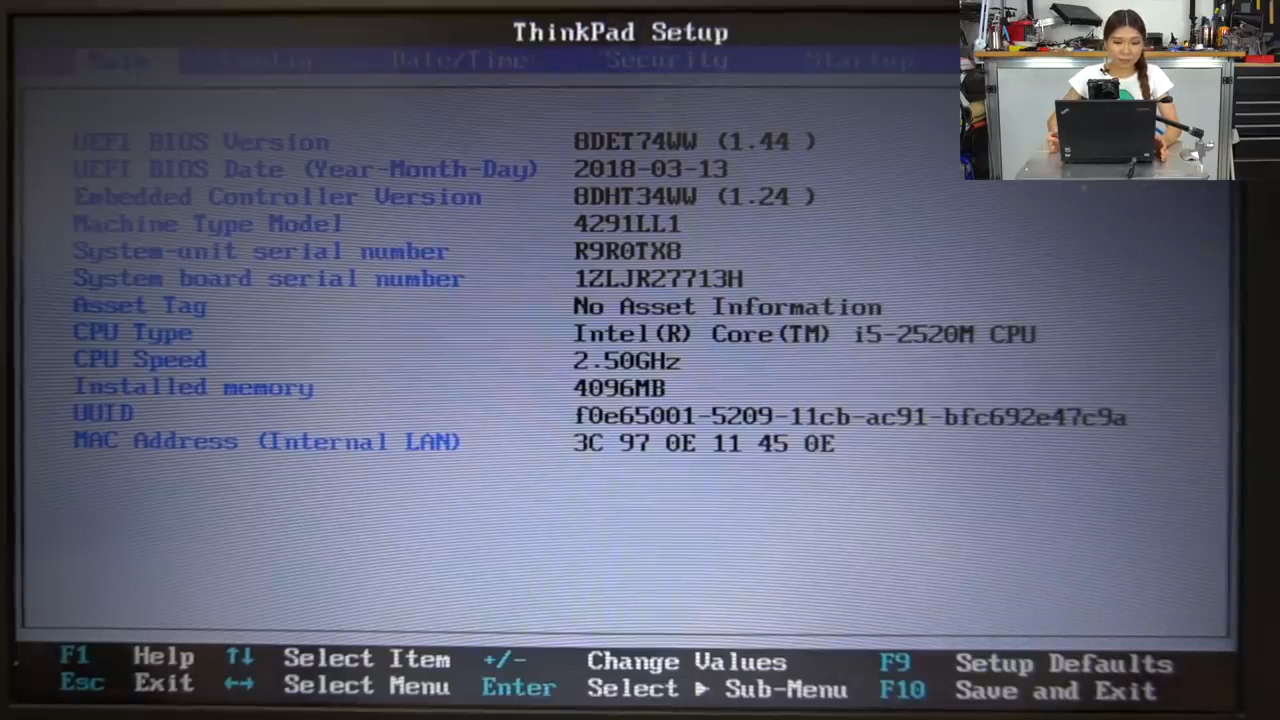 ThinkPad Setup
Main Config Date/Time Security Startup
UEFI BIOS Version 8DET74WW (1.44 )
UEFI BIOS Date (Year-Month-Day) 2018-03-13
Embedded Controller Version 8DHT34WW (1.24 )
Machine Type Model 4291LL1
System-unit serial number R9R0TX8
System board serial number 1ZLJR27713H
Asset Tag No Asset Information
CPU Type Intel(R) Core(TM) i5-2520M CPU
CPU Speed 2.50GHz
Installed memory 4096MB
UUID f0e65001-5209-11cb-ac91-bfc692e47c9a
MAC Address (Internal LAN) 3C 97 0E 11 45 0E
F1 Help ↑↓ Select Item +/- Change Values F9 Setup Defaults
Esc Exit ↔ Select Menu Enter Select ▶ Sub-Menu F10 Save and Exit